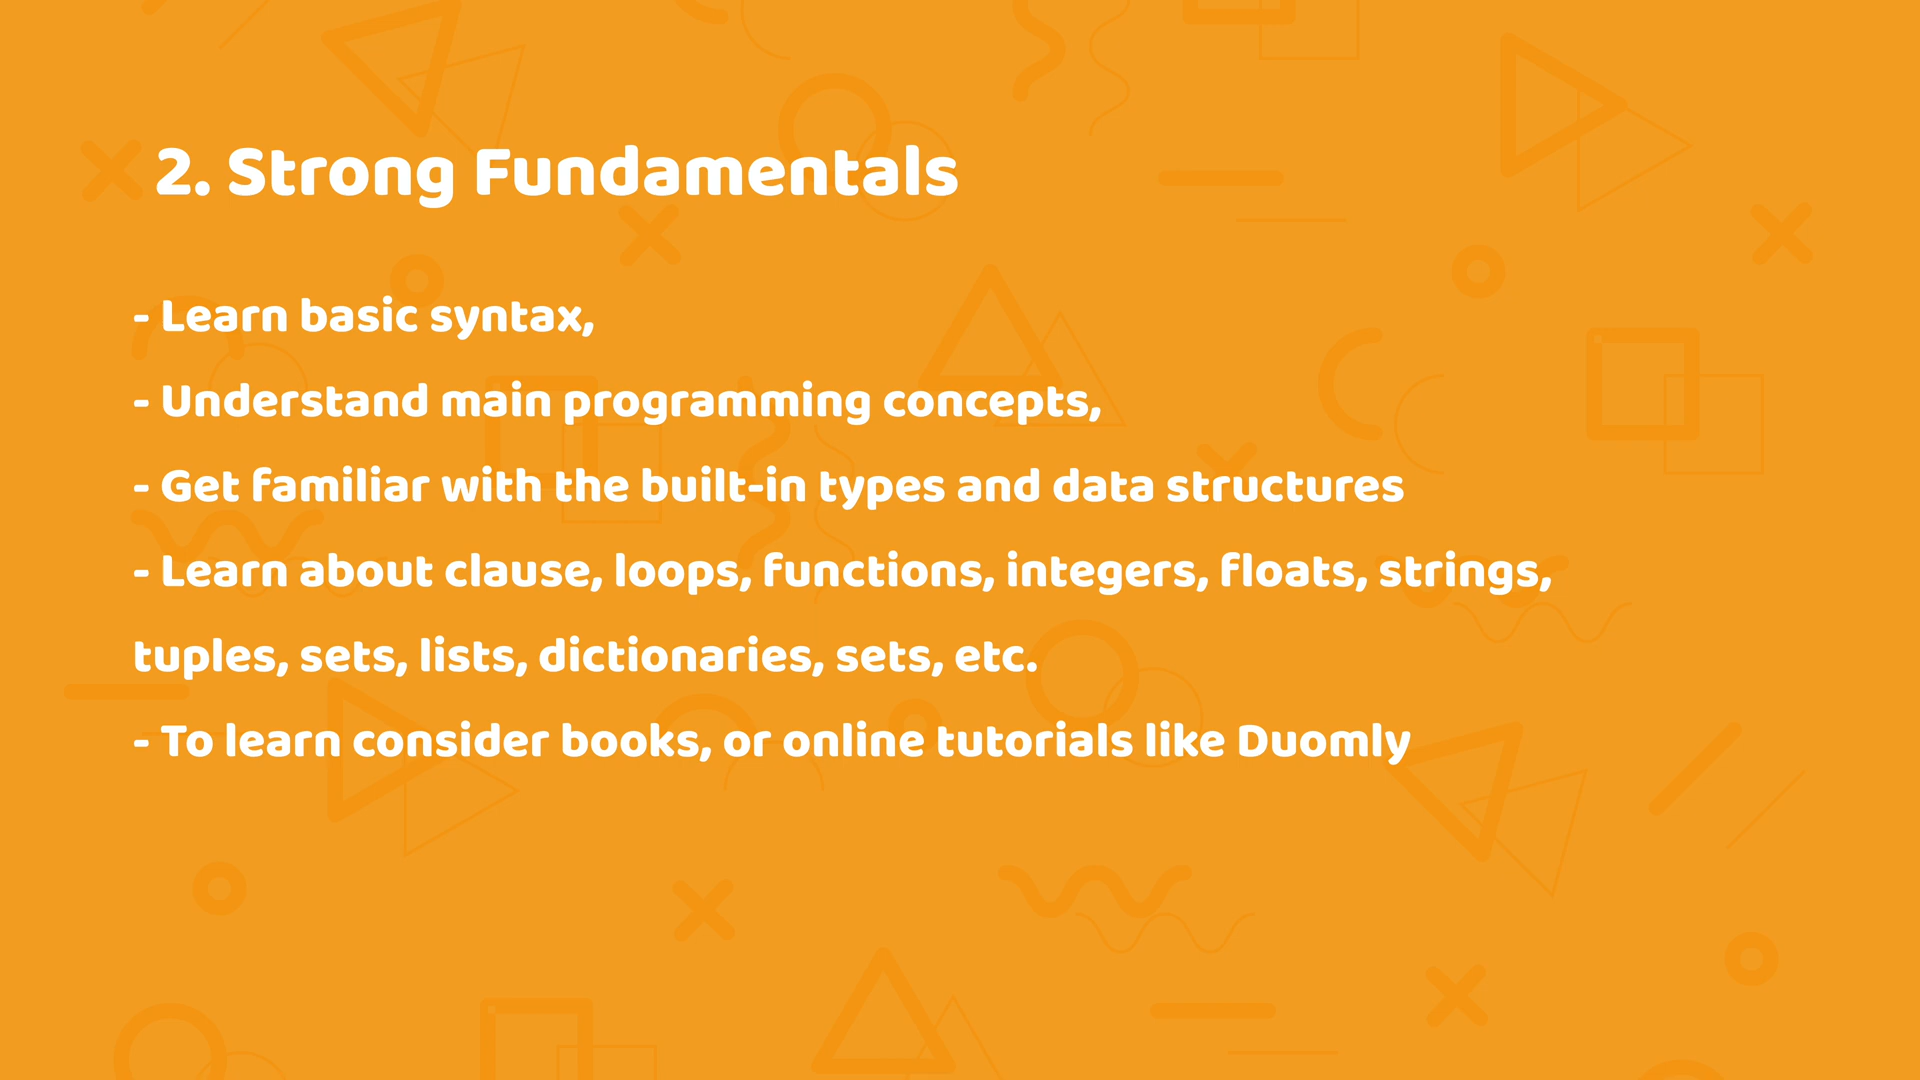 2. Strong Fundamentals
- Learn basic syntax,
- Understand main programming concepts,
- Get familiar with the built-in types and data structures
- Learn about clause, loops, functions, integers, floats, strings,
tuples, sets, lists, dictionaries, sets, etc.
- To learn consider books, or online tutorials like Duomly